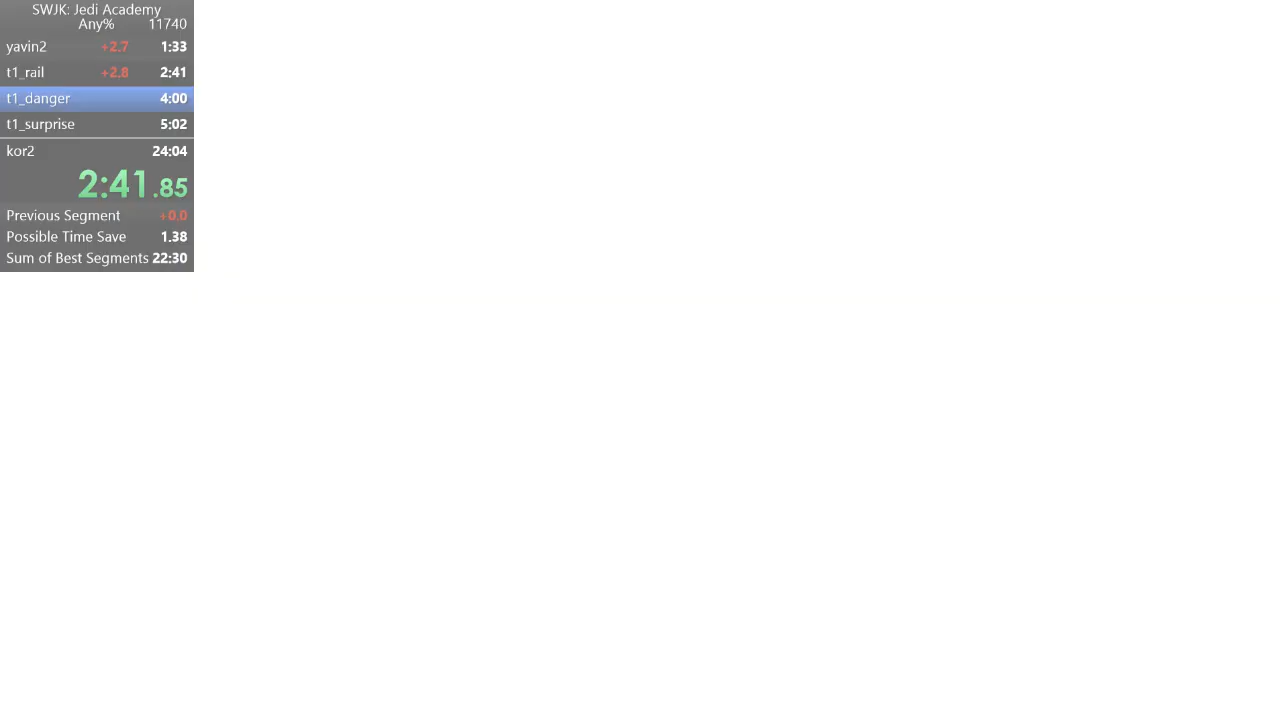 SWJK: Jedi Academy
Any% 11740
yavin2 +2.7 1:33
t1_rail +2.8 2:41
t1_danger 4:00
t1_surprise 5:02
kor2 24:04
2:41.85
Previous Segment +0.0
Possible Time Save 1.38
Sum of Best Segments 22:30